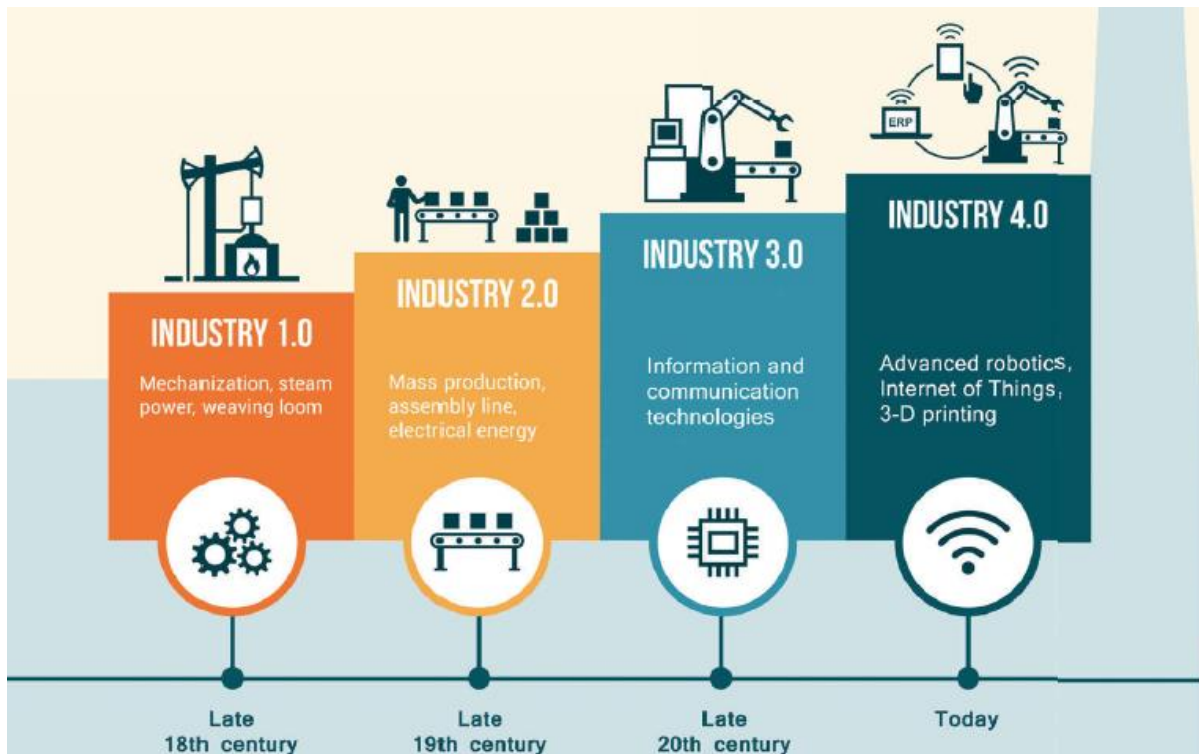 ERP
INDUSTRY 1.0
Mechanization, steam
power, weaving loom
INDUSTRY 2.0
Mass production,
assembly line,
electrical energy
INDUSTRY 3.0
Information and
communication
technologies
INDUSTRY 4.0
Advanced robotics,
Internet of Things,
3-D printing
Late
18th century
Late
19th century
Late
20th century
Today